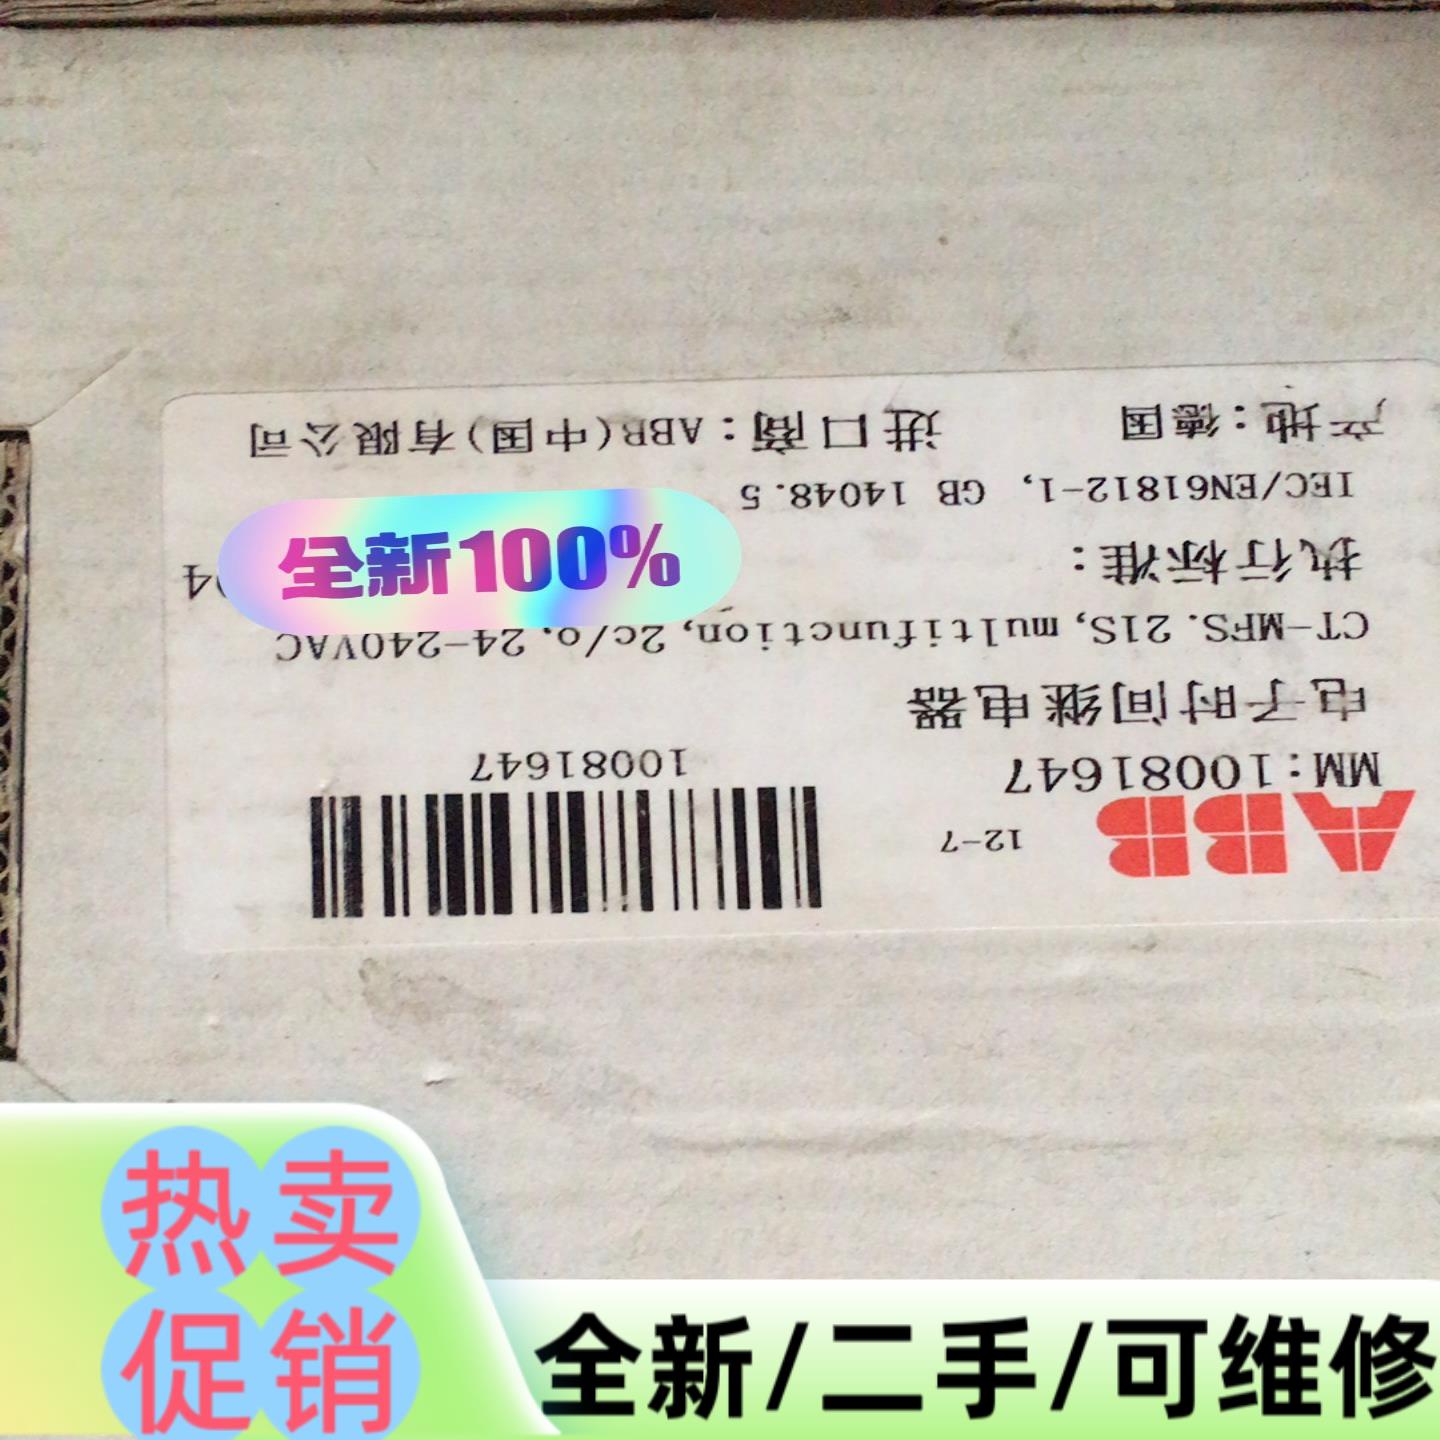 ABB
12-7
MM:10081647
10081647
电子时间继电器
CT-MFS.21S,multifunction,2c/o,24-240VAC
执行标准:
IEC/EN61812-1, GB 14048.5
产地:德国
进口商:ABB(中国)有限公司
全新100%
热卖
促销
全新/二手/可维修